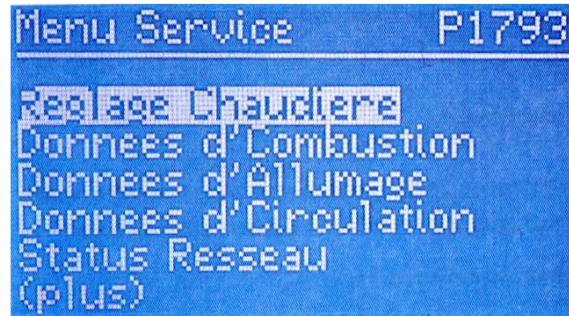 Menu Service P1793
Reglage Chaudiere
Donnees d'Combustion
Donnees d'Allumage
Donnees d'Circulation
Status Resseau
(plus)